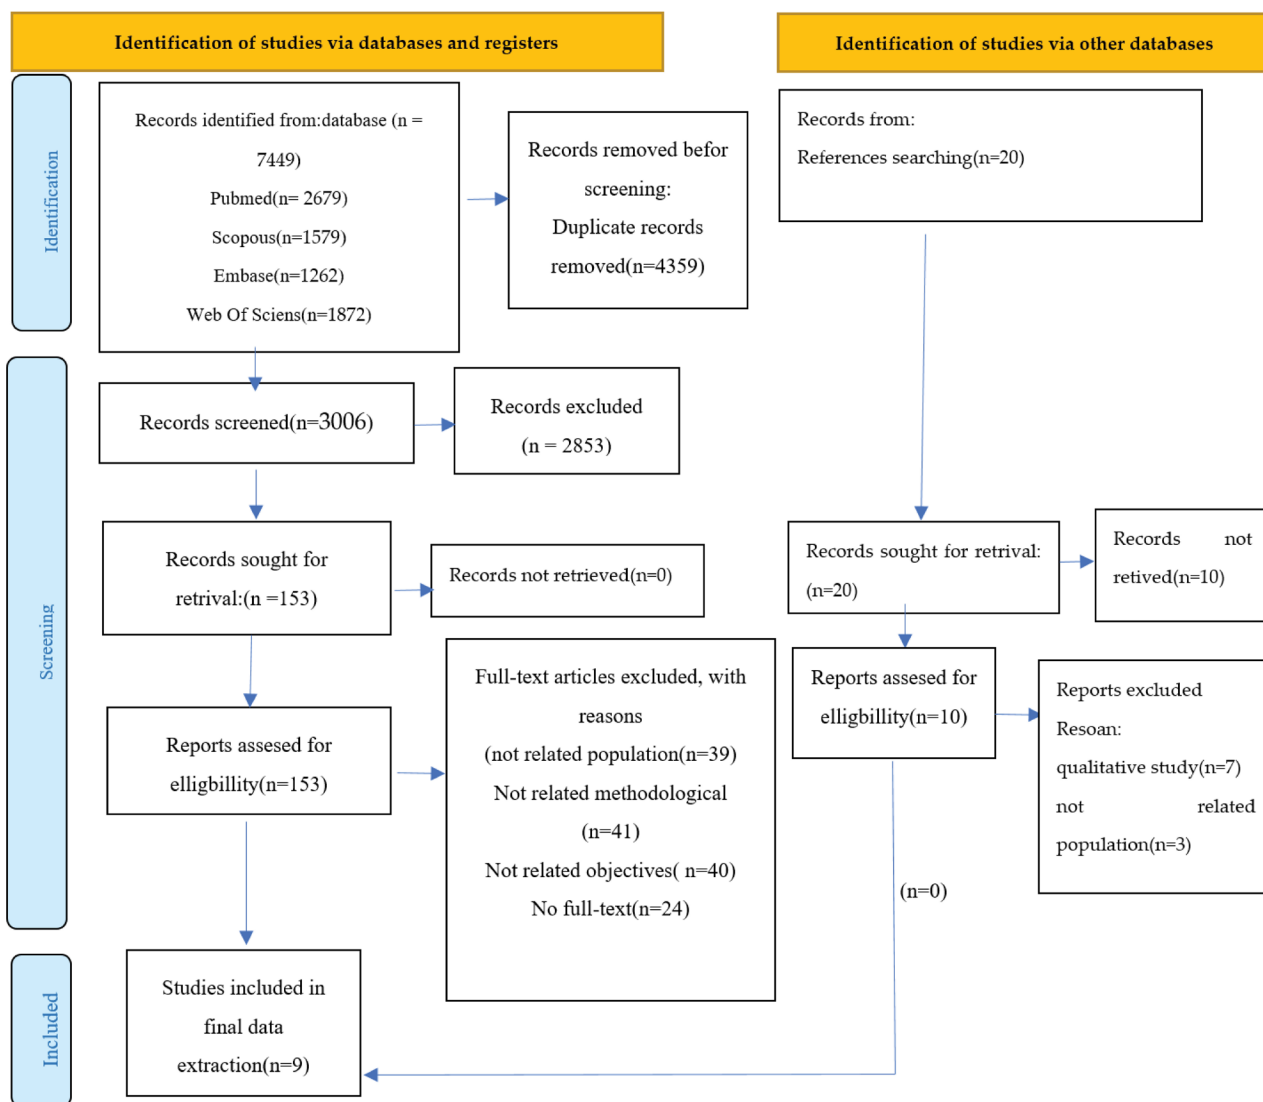 Identification of studies via databases and registers
Identification of studies via other databases
Identification
Records identified from:database (n =
7449)
Pubmed(n= 2679)
Scopous(n=1579)
Embase(n=1262)
Web Of Sciens(n=1872)
Records removed befor
screening:
Duplicate records
removed(n=4359)
Records from:
References searching(n=20)
Screening
Records screened(n=3006)
Records excluded
(n = 2853)
Records sought for
retrival:(n =153)
Records not retrieved(n=0)
Records sought for retrival:
(n=20)
Records not
retived(n=10)
Reports assesed for
elligbillity(n=153)
Full-text articles excluded, with
reasons
(not related population(n=39)
Not related methodological
(n=41)
Not related objectives( n=40)
No full-text(n=24)
Reports assesed for
elligbillity(n=10)
Reports excluded
Resoan:
qualitative study(n=7)
not related
population(n=3)
(n=0)
Included
Studies included in
final data
extraction(n=9)